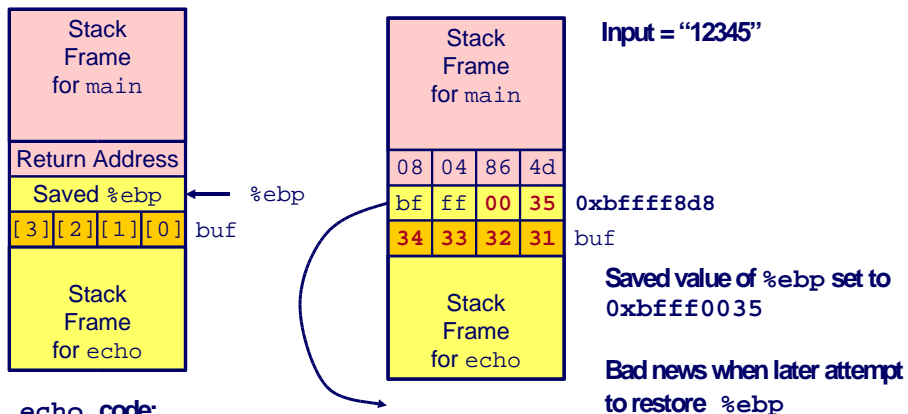 Stack
Frame
for main
Return Address
Saved %ebp
%ebp
[3] [2] [1] [0] buf
Stack
Frame
for echo
echo code:
Stack
Frame
for main
08 04 86 4d
bf ff 00 35 0xbffff8d8
34 33 32 31 buf
Stack
Frame
for echo
Input = “12345”
Saved value of %ebp set to
0xbfff0035
Bad news when later attempt
to restore %ebp